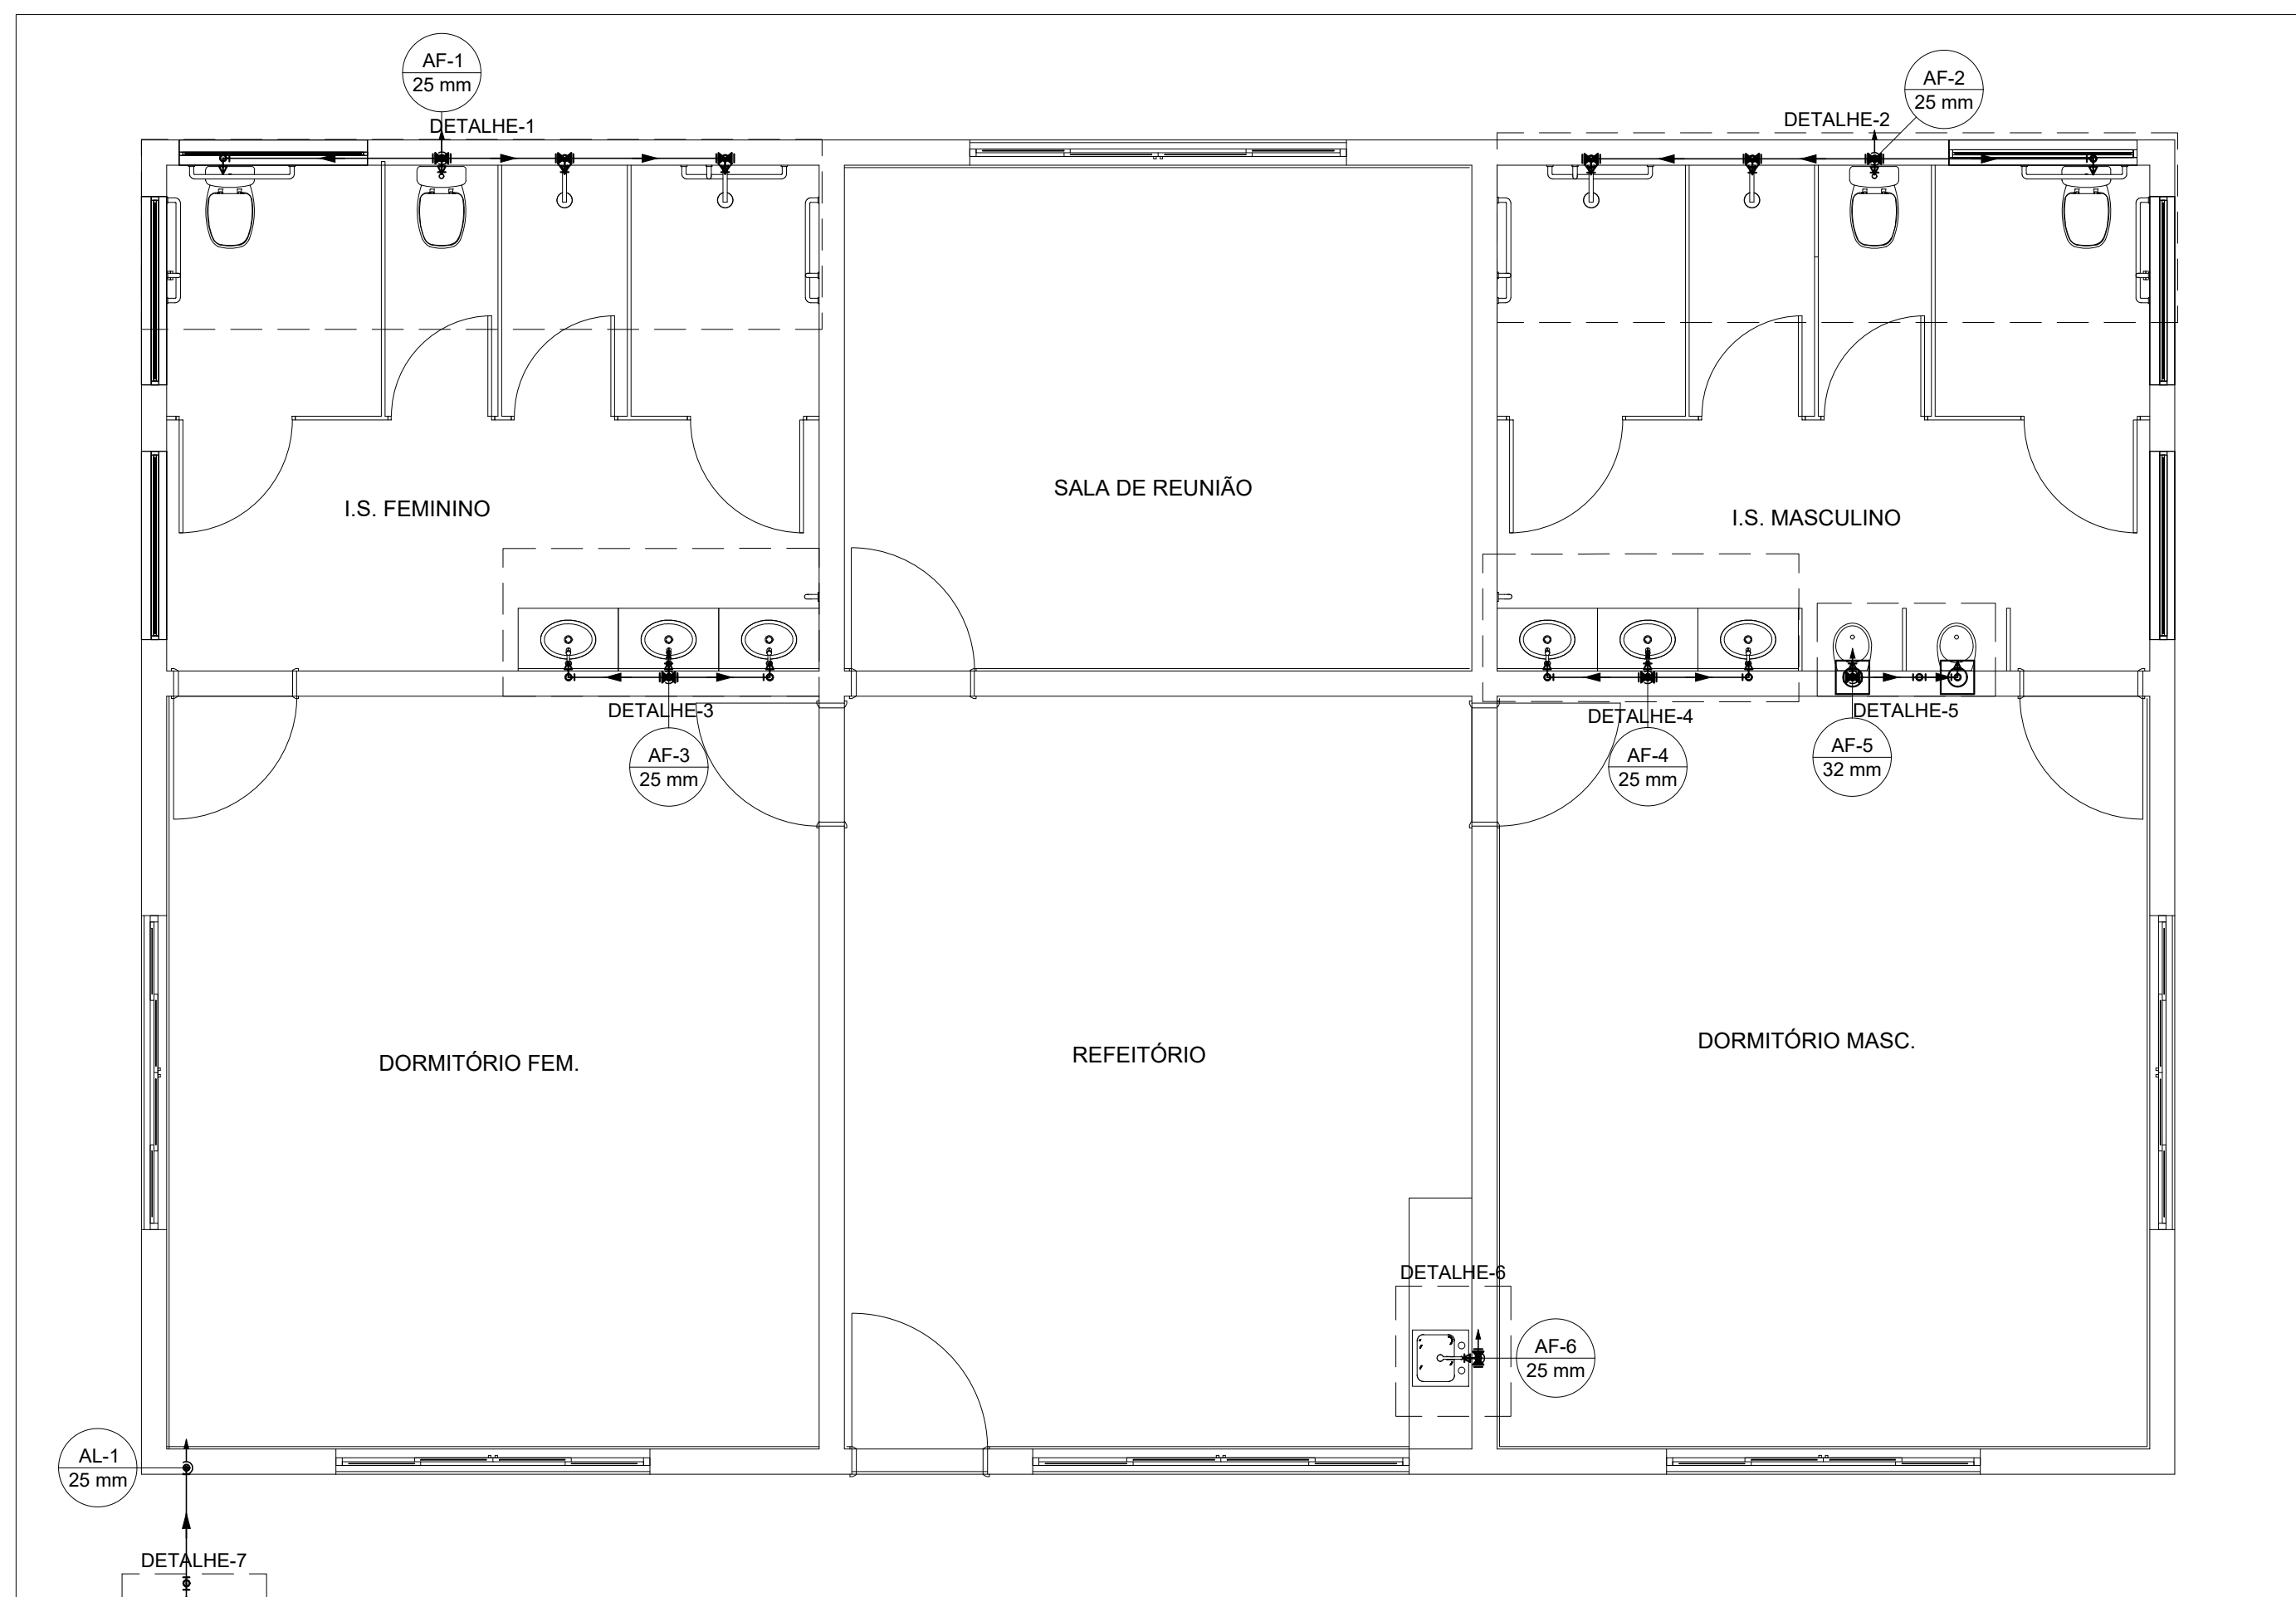 AF-1
25 mm
DETALHE-1
AF-2
25 mm
DETALHE-2
SALA DE REUNIÃO
I.S. FEMININO
I.S. MASCULINO
DETALHE-3
AF-3
25 mm
DETALHE-4
AF-4
25 mm
DETALHE-5
AF-5
32 mm
DORMITÓRIO FEM.
REFEITÓRIO
DORMITÓRIO MASC.
DETALHE-6
AF-6
25 mm
AL-1
25 mm
DETALHE-7